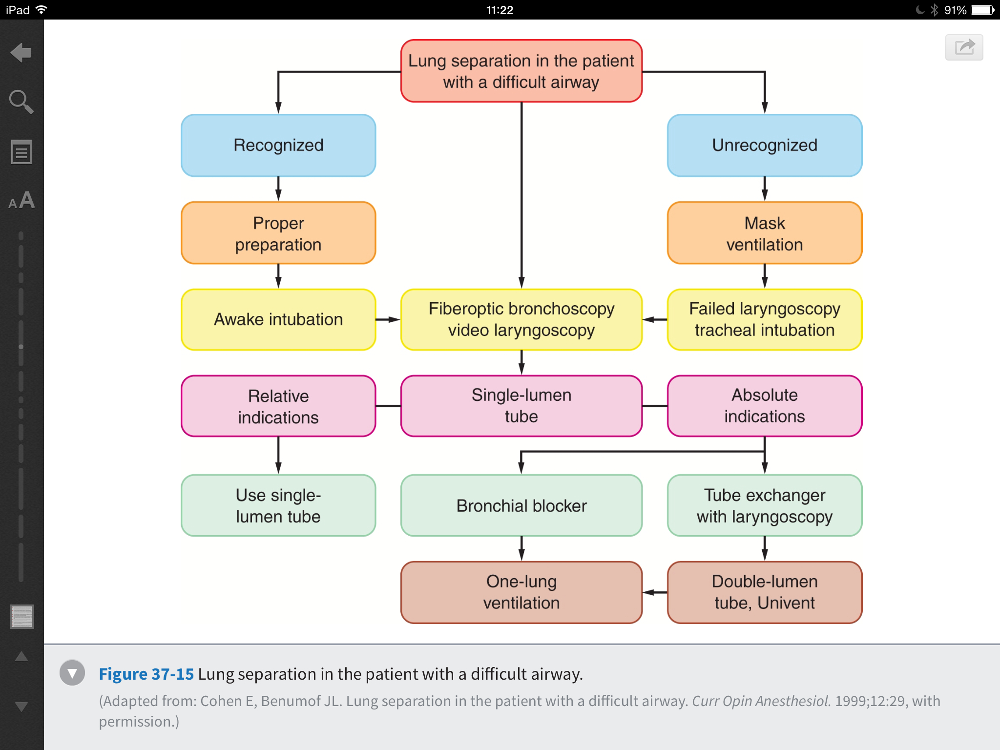 iPad
11:22
91%
AA
Lung separation in the patient
with a difficult airway
Recognized
Unrecognized
Proper
preparation
Mask
ventilation
Awake intubation
Fiberoptic bronchoscopy
video laryngoscopy
Failed laryngoscopy
tracheal intubation
Relative
indications
Single-lumen
tube
Absolute
indications
Use single-
lumen tube
Bronchial blocker
Tube exchanger
with laryngoscopy
One-lung
ventilation
Double-lumen
tube, Univent
Figure 37-15 Lung separation in the patient with a difficult airway.
(Adapted from: Cohen E, Benumof JL. Lung separation in the patient with a difficult airway. Curr Opin Anesthesiol. 1999;12:29, with
permission.)